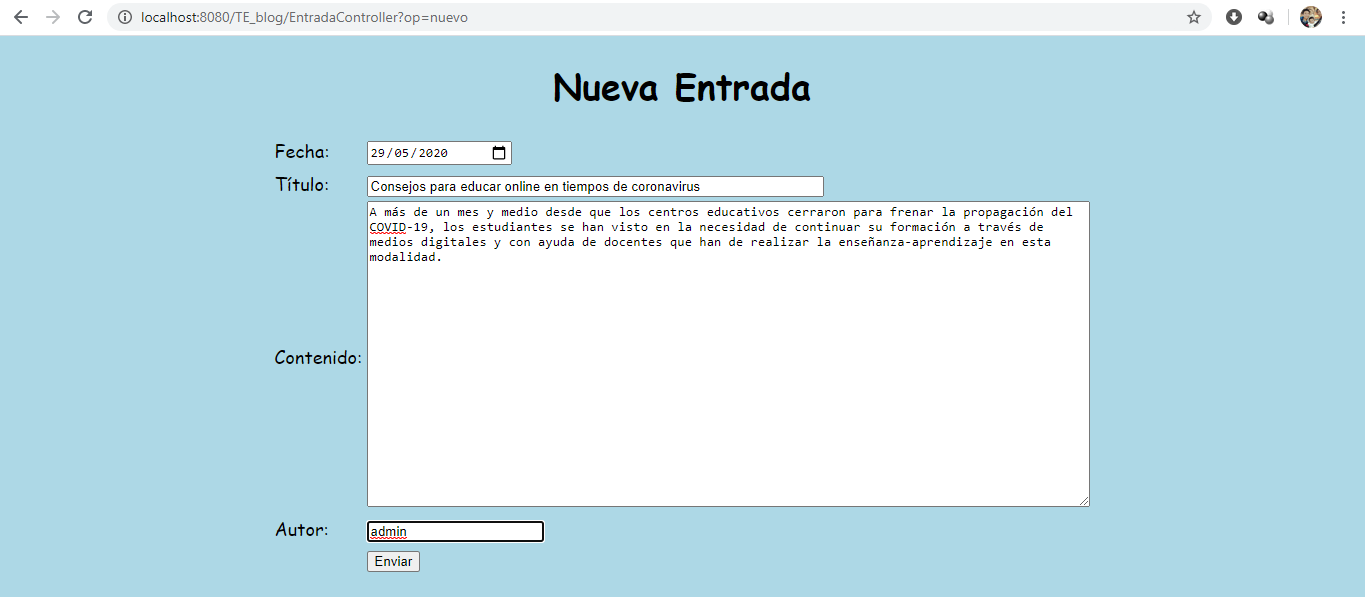 localhost:8080/TE_blog/EntradaController?op=nuevo
Nueva Entrada
Fecha: 29/05/2020
Título: Consejos para educar online en tiempos de coronavirus
A más de un mes y medio desde que los centros educativos cerraron para frenar la propagación del
COVID-19, los estudiantes se han visto en la necesidad de continuar su formación a través de
medios digitales y con ayuda de docentes que han de realizar la enseñanza-aprendizaje en esta
modalidad.
Contenido:
Autor: admin
Enviar